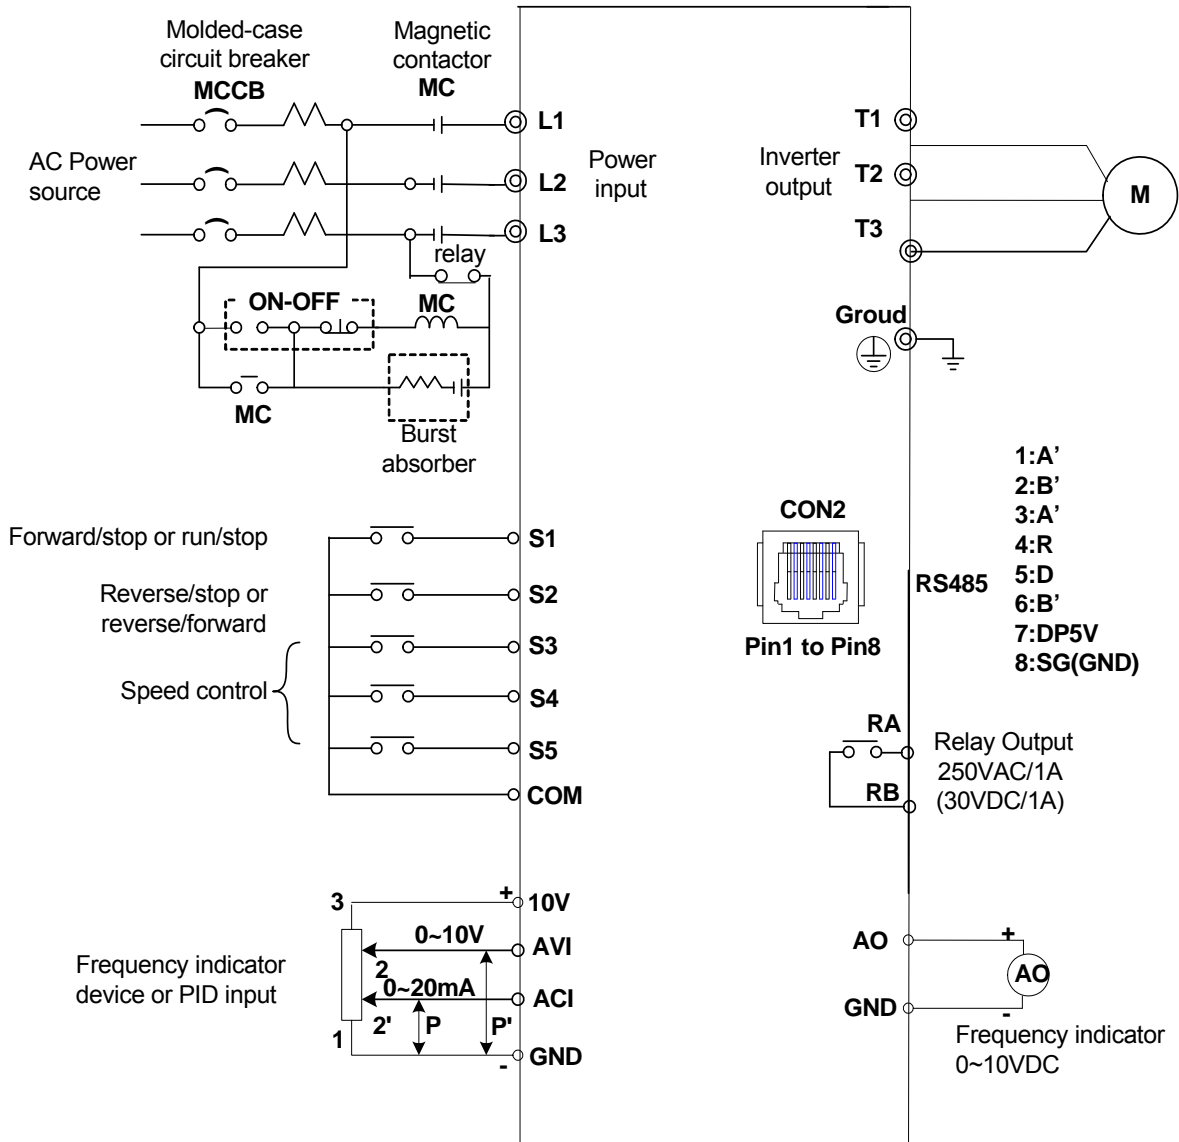 Molded-case
circuit breaker
MCCB
Magnetic
contactor
MC
AC Power
source
L1
L2
L3
Power
input
relay
ON-OFF
MC
MC
Burst
absorber
Inverter
output
T1
T2
T3
M
Groud
Forward/stop or run/stop
Reverse/stop or
reverse/forward
Speed control
S1
S2
S3
S4
S5
COM
CON2
Pin1 to Pin8
RS485
1:A’
2:B’
3:A’
4:R
5:D
6:B’
7:DP5V
8:SG(GND)
RA
RB
Relay Output
250VAC/1A
(30VDC/1A)
Frequency indicator
device or PID input
3
+
10V
0~10V
AVI
2
0~20mA
ACI
2'
P
P'
1
-
GND
AO
+
AO
GND
-
Frequency indicator
0~10VDC